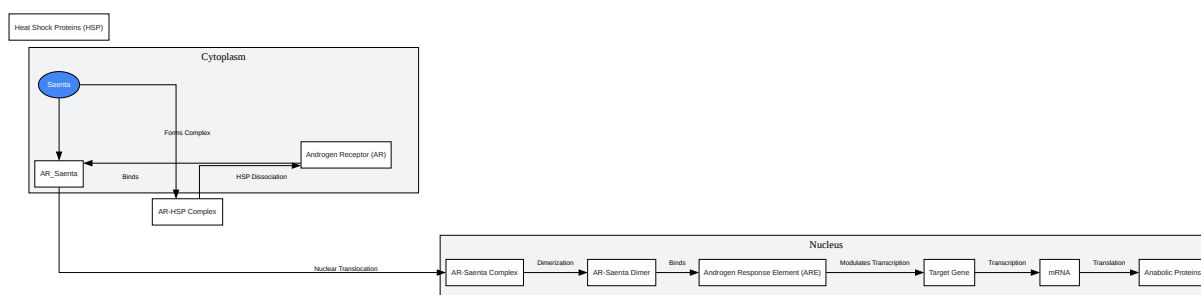 Heat Shock Proteins (HSP)
Cytoplasm
Saenta
Forms Complex
Androgen Receptor (AR)
AR_Saenta
Binds
HSP Dissociation
AR-HSP Complex
Nucleus
Nuclear Translocation
AR-Saenta Complex
Dimerization
AR-Saenta Dimer
Binds
Androgen Response Element (ARE)
Modulates Transcription
Target Gene
Transcription
mRNA
Translation
Anabolic Proteins